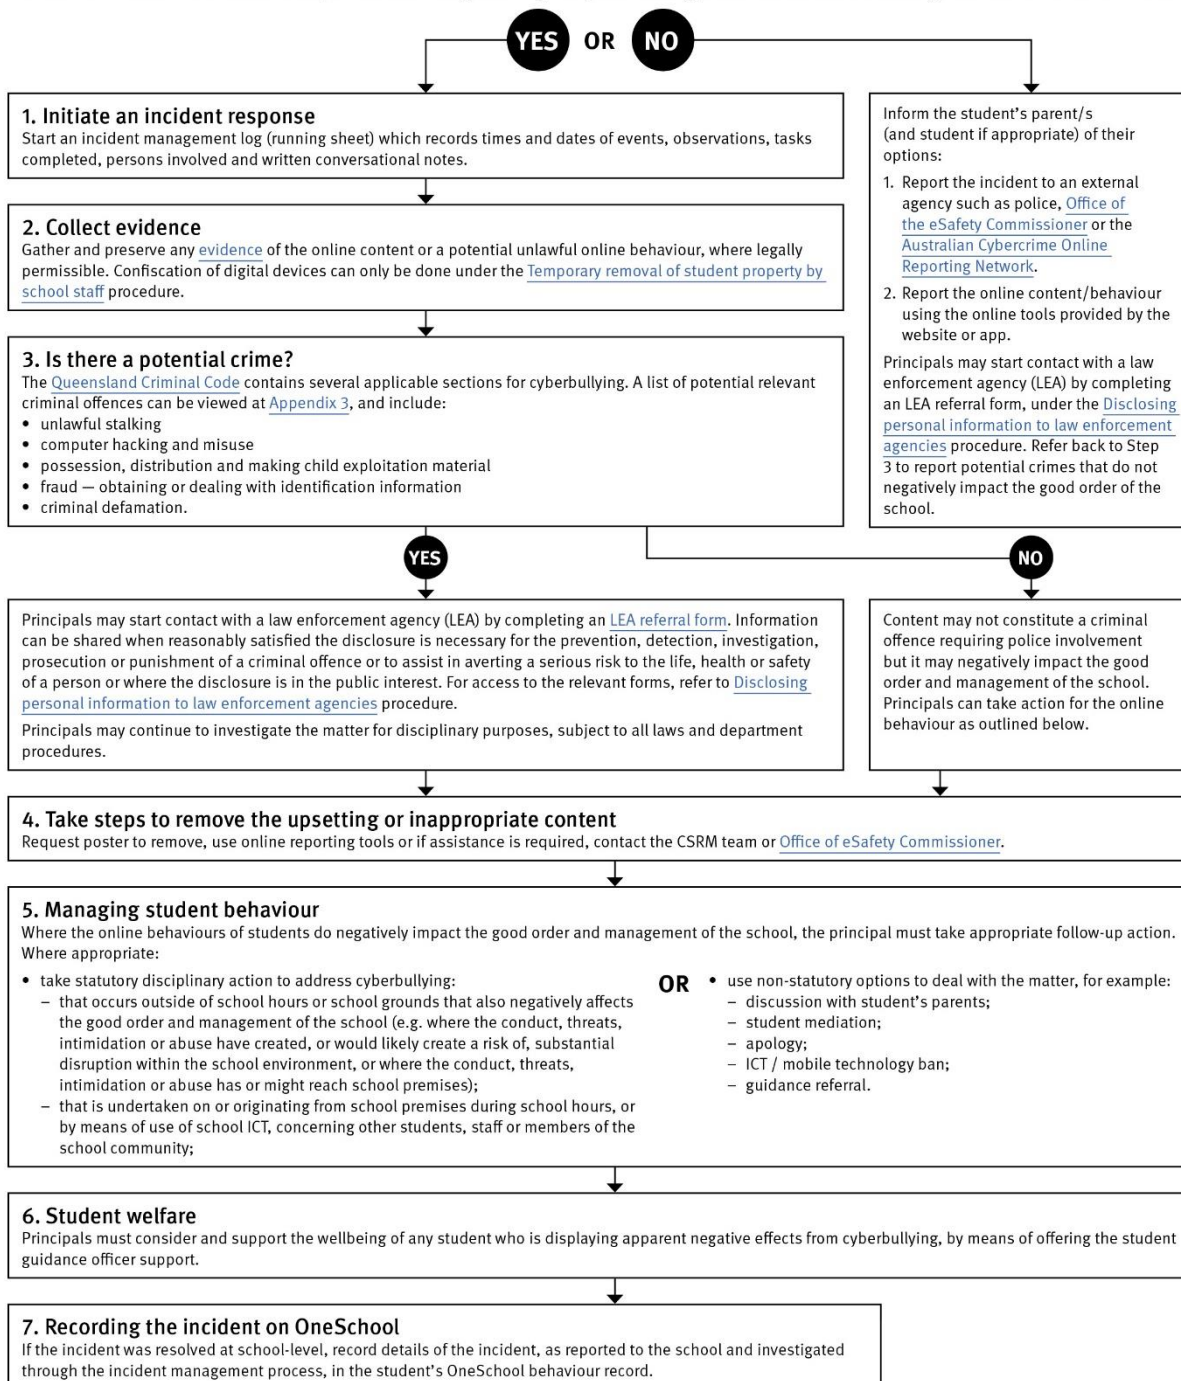 YES OR NO
1. Initiate an incident response
Start an incident management log (running sheet) which records times and dates of events, observations, tasks
completed, persons involved and written conversational notes.
2. Collect evidence
Gather and preserve any evidence of the online content or a potential unlawful online behaviour, where legally
permissible. Confiscation of digital devices can only be done under the Temporary removal of student property by
school staff procedure.
3. Is there a potential crime?
The Queensland Criminal Code contains several applicable sections for cyberbullying. A list of potential relevant
criminal offences can be viewed at Appendix 3, and include:
• unlawful stalking
• computer hacking and misuse
• possession, distribution and making child exploitation material
• fraud — obtaining or dealing with identification information
• criminal defamation.
Inform the student's parent/s
(and student if appropriate) of their
options:
1. Report the incident to an external
agency such as police, Office of
the eSafety Commissioner or the
Australian Cybercrime Online
Reporting Network.
2. Report the online content/behaviour
using the online tools provided by the
website or app.
Principals may start contact with a law
enforcement agency (LEA) by completing
an LEA referral form, under the Disclosing
personal information to law enforcement
agencies procedure. Refer back to Step
3 to report potential crimes that do not
negatively impact the good order of the
school.
YES
NO
Principals may start contact with a law enforcement agency (LEA) by completing an LEA referral form. Information
can be shared when reasonably satisfied the disclosure is necessary for the prevention, detection, investigation,
prosecution or punishment of a criminal offence or to assist in averting a serious risk to the life, health or safety
of a person or where the disclosure is in the public interest. For access to the relevant forms, refer to Disclosing
personal information to law enforcement agencies procedure.
Principals may continue to investigate the matter for disciplinary purposes, subject to all laws and department
procedures.
Content may not constitute a criminal
offence requiring police involvement
but it may negatively impact the good
order and management of the school.
Principals can take action for the online
behaviour as outlined below.
4. Take steps to remove the upsetting or inappropriate content
Request poster to remove, use online reporting tools or if assistance is required, contact the CSRM team or Office of eSafety Commissioner.
5. Managing student behaviour
Where the online behaviours of students do negatively impact the good order and management of the school, the principal must take appropriate follow-up action.
Where appropriate:
• take statutory disciplinary action to address cyberbullying:
– that occurs outside of school hours or school grounds that also negatively affects
the good order and management of the school (e.g. where the conduct, threats,
intimidation or abuse have created, or would likely create a risk of, substantial
disruption within the school environment, or where the conduct, threats,
intimidation or abuse has or might reach school premises);
– that is undertaken on or originating from school premises during school hours, or
by means of use of school ICT, concerning other students, staff or members of the
school community;
OR
• use non-statutory options to deal with the matter, for example:
– discussion with student's parents;
– student mediation;
– apology;
– ICT / mobile technology ban;
– guidance referral.
6. Student welfare
Principals must consider and support the wellbeing of any student who is displaying apparent negative effects from cyberbullying, by means of offering the student
guidance officer support.
7. Recording the incident on OneSchool
If the incident was resolved at school-level, record details of the incident, as reported to the school and investigated
through the incident management process, in the student's OneSchool behaviour record.